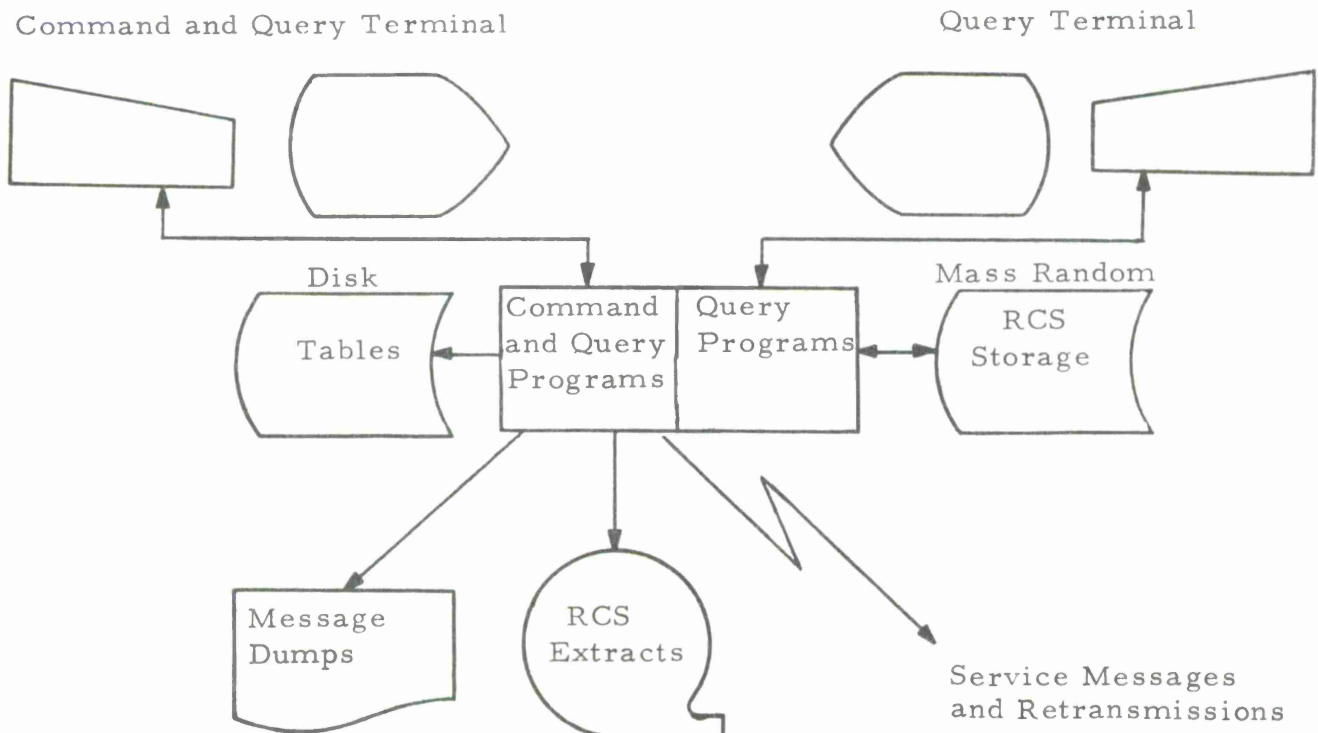 Command and Query Terminal
Query Terminal
Disk
Tables
Command
and Query
Programs
Query
Programs
Mass Random
RCS
Storage
Message
Dumps
RCS
Extracts
Service Messages
and Retransmissions